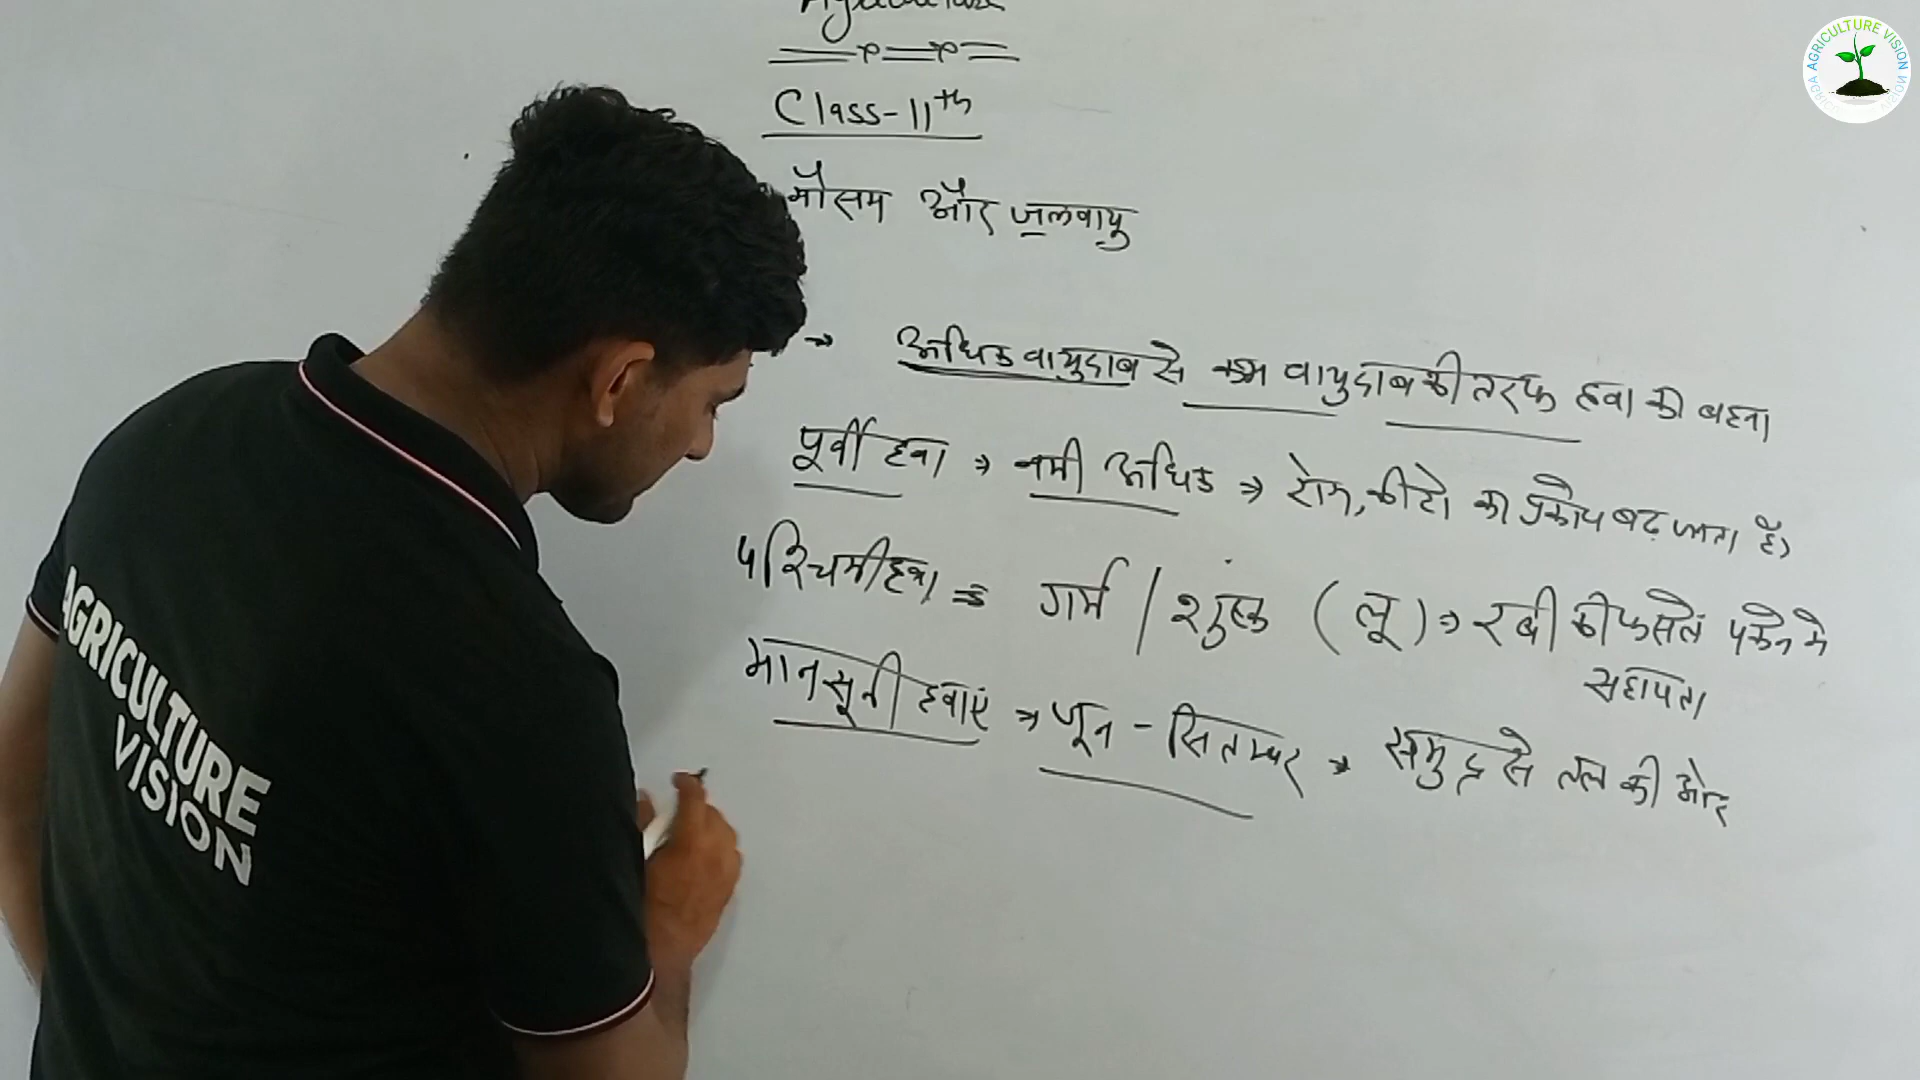 Agriculture
Class-11th
मौसम और जलवायु
→ अधिक वायुदाब से कम वायुदाब की तरफ हवा का बहना
पूर्वी हवा → नमी अधिक → रोग, कीटो का प्रकोप बढ़ जाता है।
पश्चिमी हवा → गर्म / शुष्क (लू) → रबी की फसलें पकने मे
सहायता
मानसूनी हवाएं → जून - सितम्बर → समुद्र से तल की ओर
AGRICULTURE
VISION
AGRICULTURE VISION